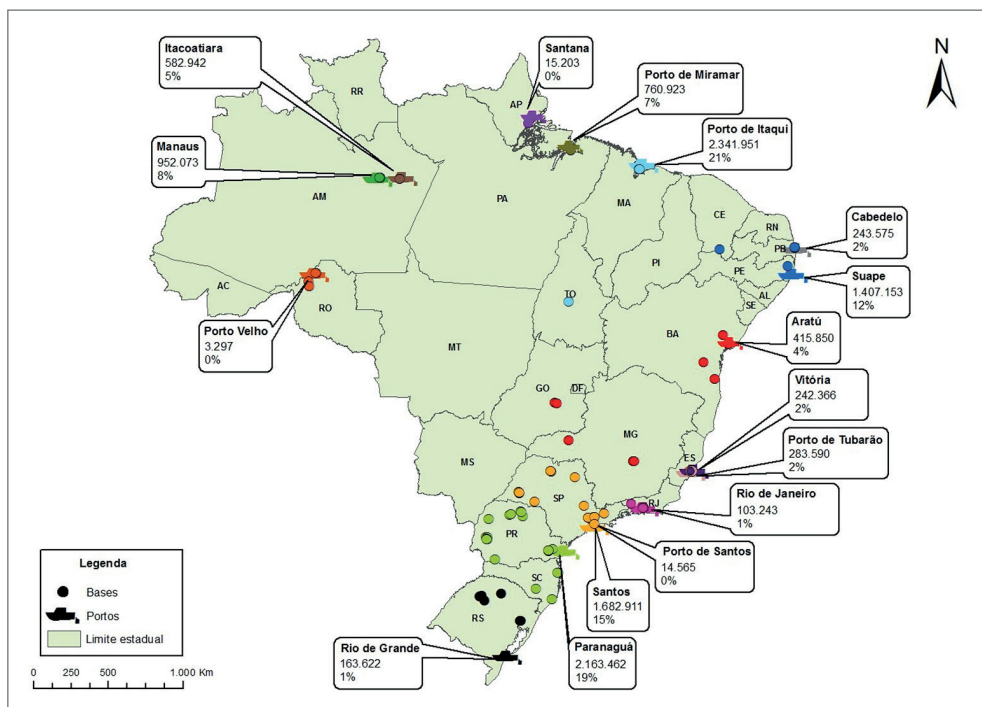 N
Itacoatiara
582.942
5%
Santana
15.203
0%
Porto de Miramar
760.923
7%
Porto de Itaqui
2.341.951
21%
Manaus
952.073
8%
Cabedelo
243.575
2%
Suape
1.407.153
12%
Porto Velho
3.297
0%
Aratú
415.850
4%
Vitória
242.366
2%
Porto de Tubarão
283.590
2%
Rio de Janeiro
103.243
1%
Porto de Santos
14.565
0%
Santos
1.682.911
15%
Paranaguá
2.163.462
19%
Rio de Grande
163.622
1%
RR
AP
AM
PA
MA
CE
RN
PB
PE
PI
AL
SE
AC
RO
TO
BA
MT
GO
DF
MG
ES
MS
SP
RJ
PR
SC
RS
Legenda
Bases
Portos
Limite estadual
0 250 500 1.000 Km